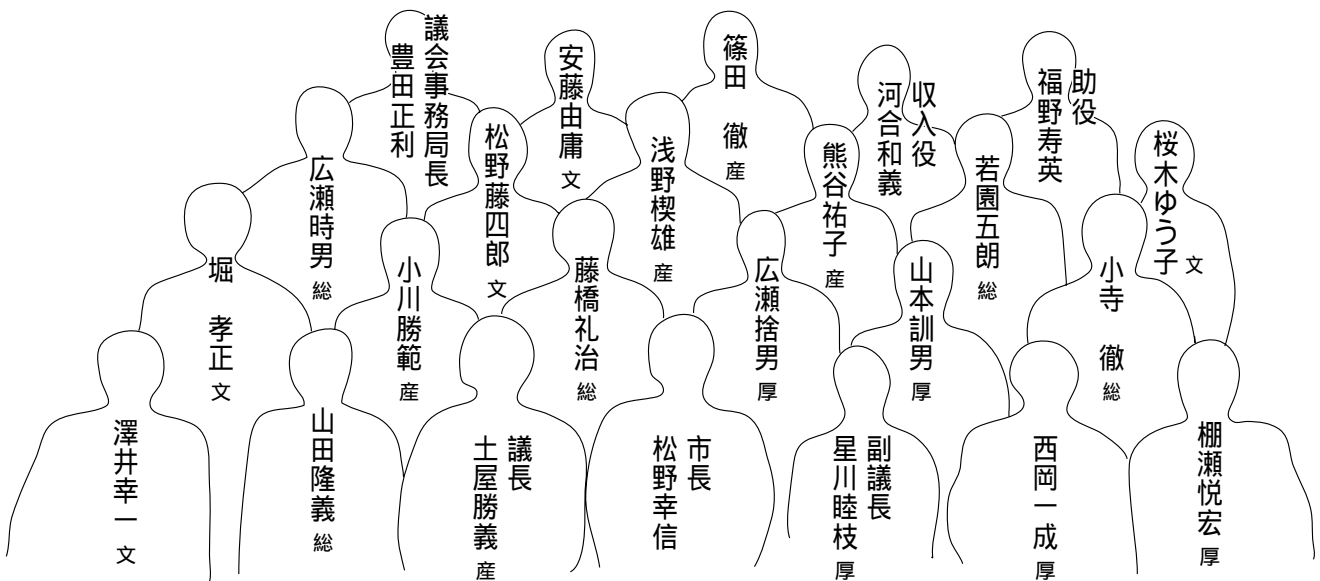 議会事務局長
豊田正利
安藤由庸 文
篠田 徹 産
収入役
河合和義
助役
福野寿英
広瀬時男 総
松野藤四郎 文
浅野楔雄 産
熊谷祐子 産
若園五朗 総
桜木ゆう子 文
堀 孝正 文
小川勝範 産
藤橋礼治 総
広瀬捨男 厚
山本訓男 厚
小寺 徹 総
澤井幸一 文
山田隆義 総
議長
土屋勝義 産
市長
松野幸信
副議長
星川睦枝 厚
西岡一成 厚
棚瀬悦宏 厚